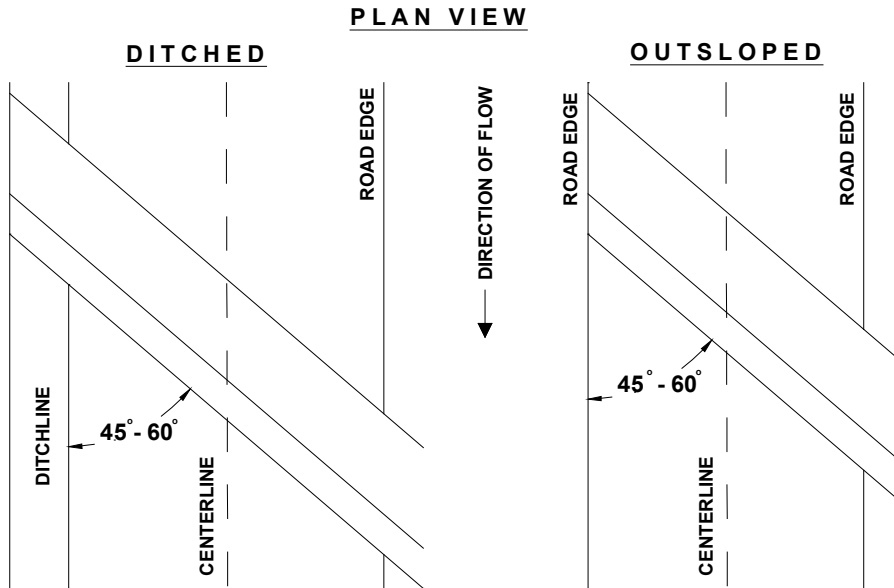 PLAN VIEW
DITCHED
OUTSLOPED
ROAD EDGE
DIRECTION OF FLOW
ROAD EDGE
ROAD EDGE
45° - 60°
45° - 60°
DITCHLINE
CENTERLINE
CENTERLINE